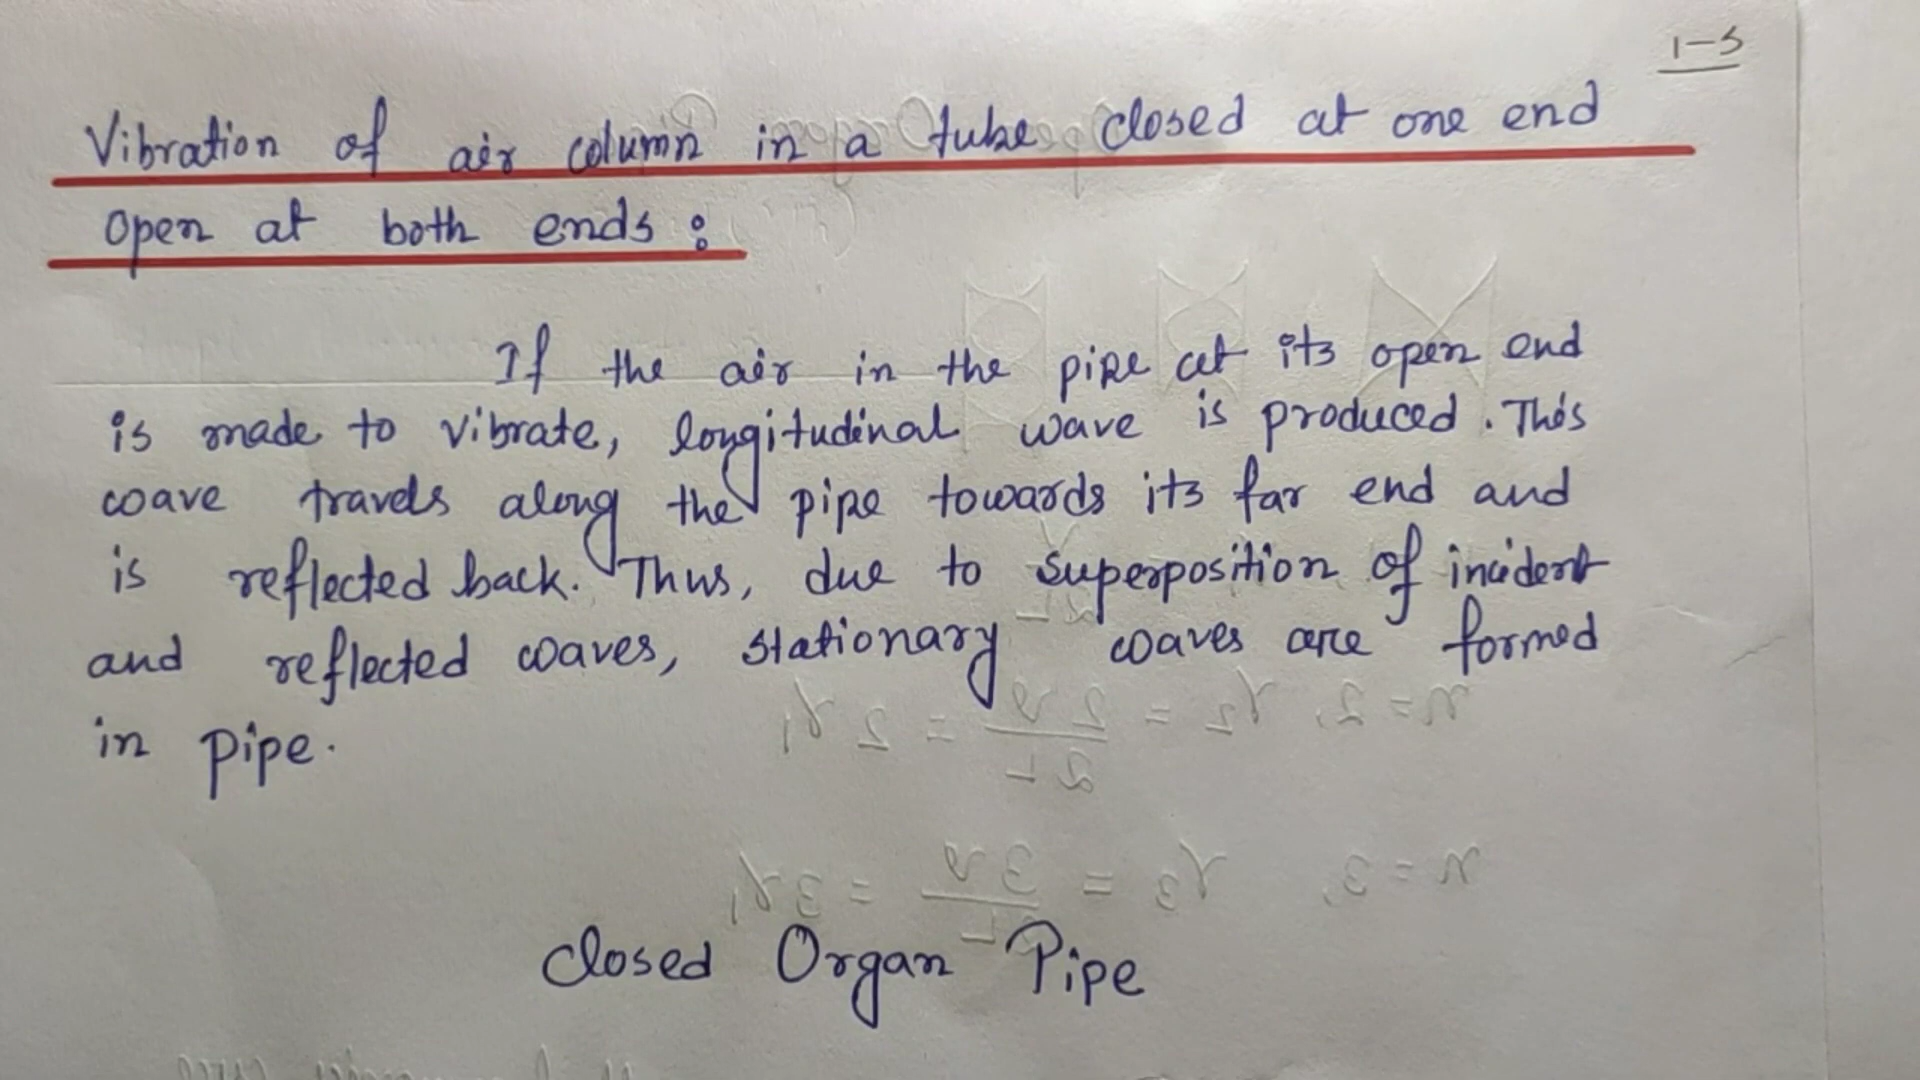 1-5
Vibration of air column in a tube closed at one end
open at both ends :
If the air in the pipe at its open end
is made to vibrate, longitudinal wave is produced. This
wave travels along the pipe towards its far end and
is reflected back. Thus, due to superposition of incident
and reflected waves, stationary waves are formed
in pipe.
Closed Organ Pipe